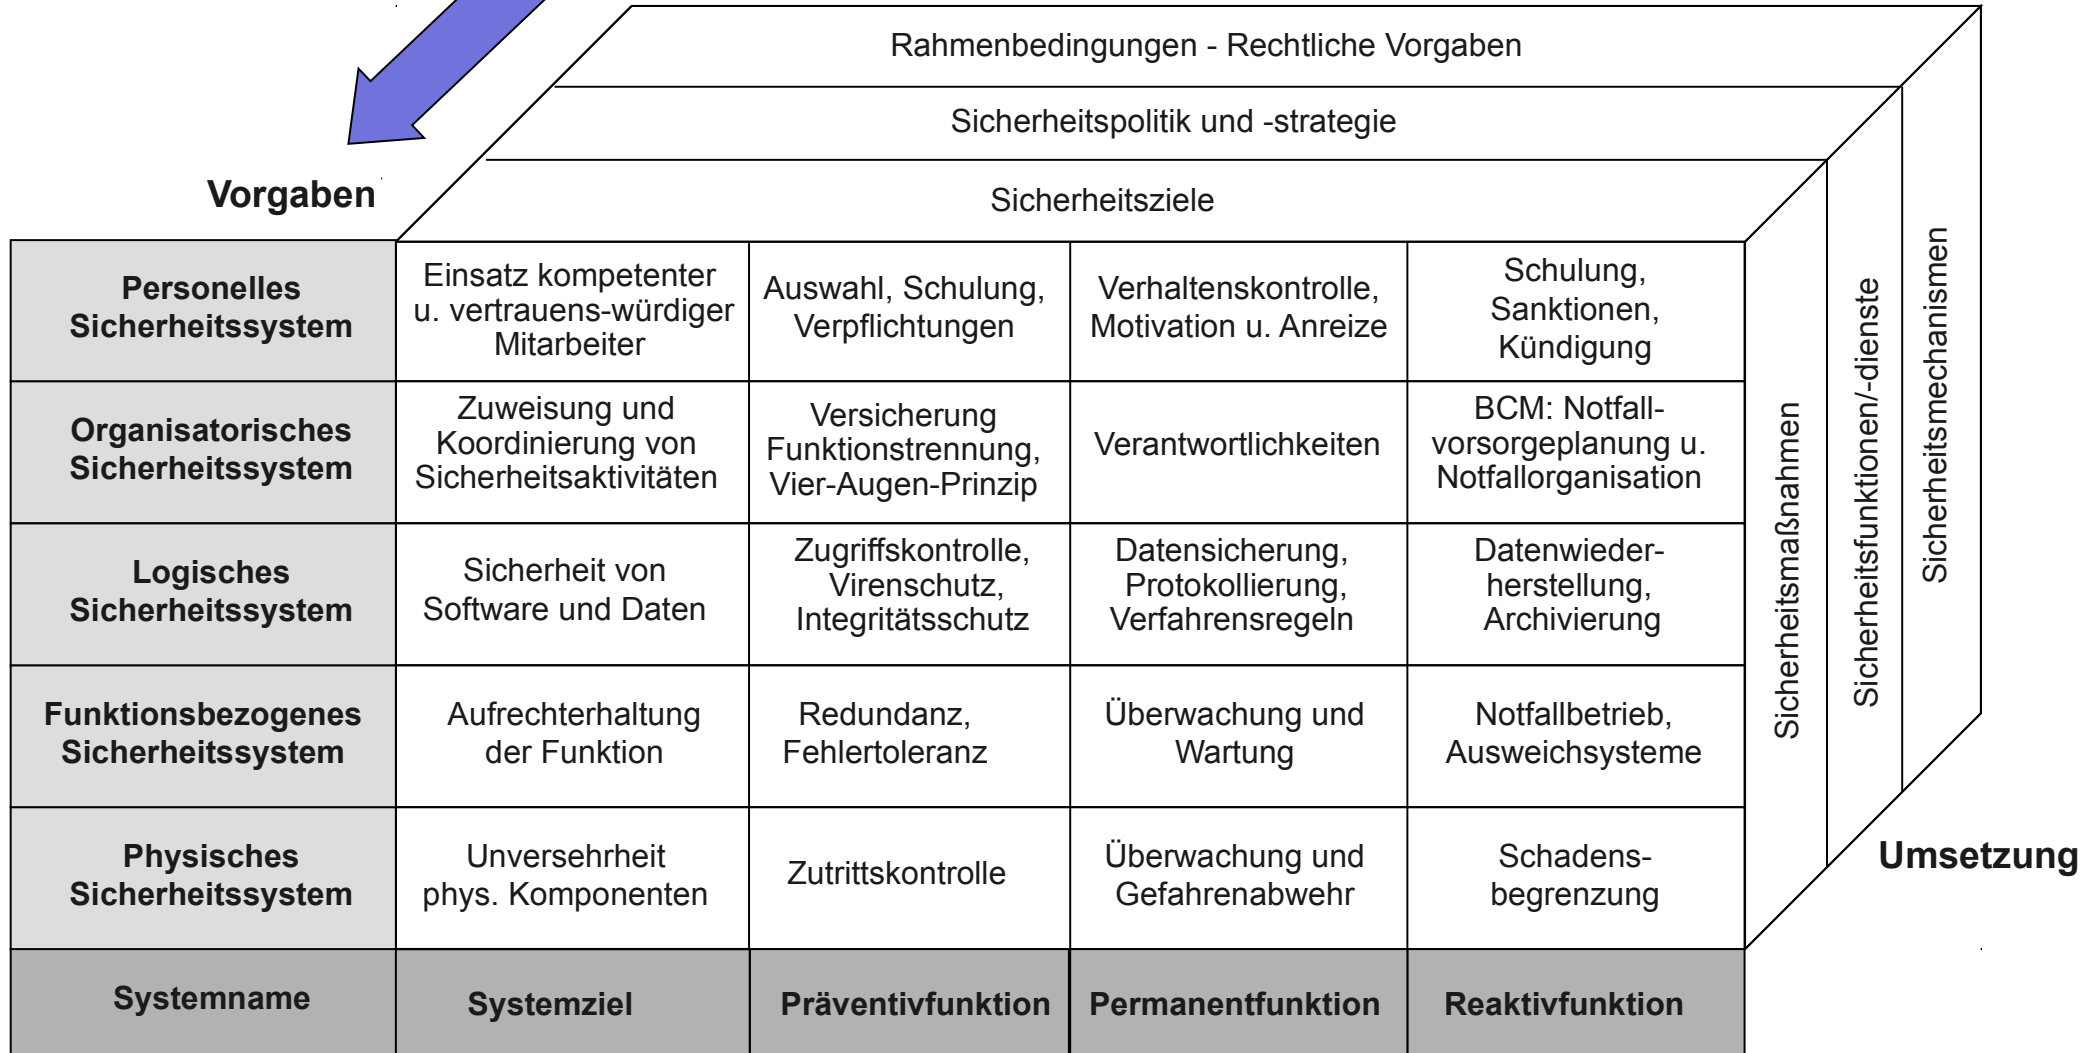 Rahmenbedingungen - Rechtliche Vorgaben
Sicherheitspolitik und -strategie
Vorgaben
Sicherheitsziele
Personelles
Sicherheitssystem
Einsatz kompetenter
u. vertrauens-würdiger
Mitarbeiter
Auswahl, Schulung,
Verpflichtungen
Verhaltenskontrolle,
Motivation u. Anreize
Schulung,
Sanktionen,
Kündigung
Organisatorisches
Sicherheitssystem
Zuweisung und
Koordinierung von
Sicherheitsaktivitäten
Versicherung
Funktionstrennung,
Vier-Augen-Prinzip
Verantwortlichkeiten
BCM: Notfall-
vorsorgeplanung u.
Notfallorganisation
Logisches
Sicherheitssystem
Sicherheit von
Software und Daten
Zugriffskontrolle,
Virenschutz,
Integritätsschutz
Datensicherung,
Protokollierung,
Verfahrensregeln
Datenwieder-
herstellung,
Archivierung
Funktionsbezogenes
Sicherheitssystem
Aufrechterhaltung
der Funktion
Redundanz,
Fehlertoleranz
Überwachung und
Wartung
Notfallbetrieb,
Ausweichsysteme
Physisches
Sicherheitssystem
Unversehrheit
phys. Komponenten
Zutrittskontrolle
Überwachung und
Gefahrenabwehr
Schadens-
begrenzung
Systemname
Systemziel
Präventivfunktion
Permanentfunktion
Reaktivfunktion
Sicherheitsmaßnahmen
Sicherheitsfunktionen/-dienste
Sicherheitsmechanismen
Umsetzung